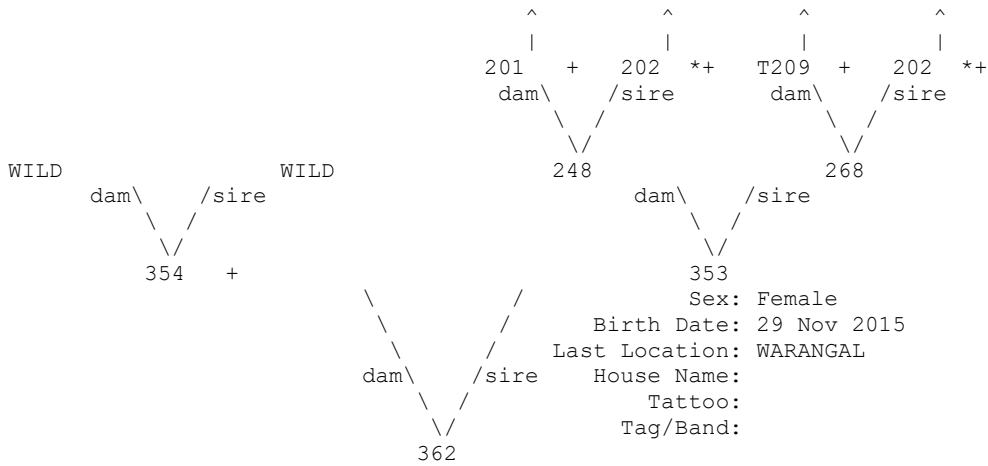 ^ ^ ^ ^
| | | |
201 + 202 *+ T209 + 202 *+
dam\ /sire dam\ /sire
\ / \ /
\/ \/
WILD WILD 248 268
dam\ /sire dam\ /sire
\ / \ /
\/ \/
354 + 353
\ / Sex: Female
\ / Birth Date: 29 Nov 2015
\ / Last Location: WARANGAL
dam\ /sire House Name:
\ / Tattoo:
\/ Tag/Band:
362